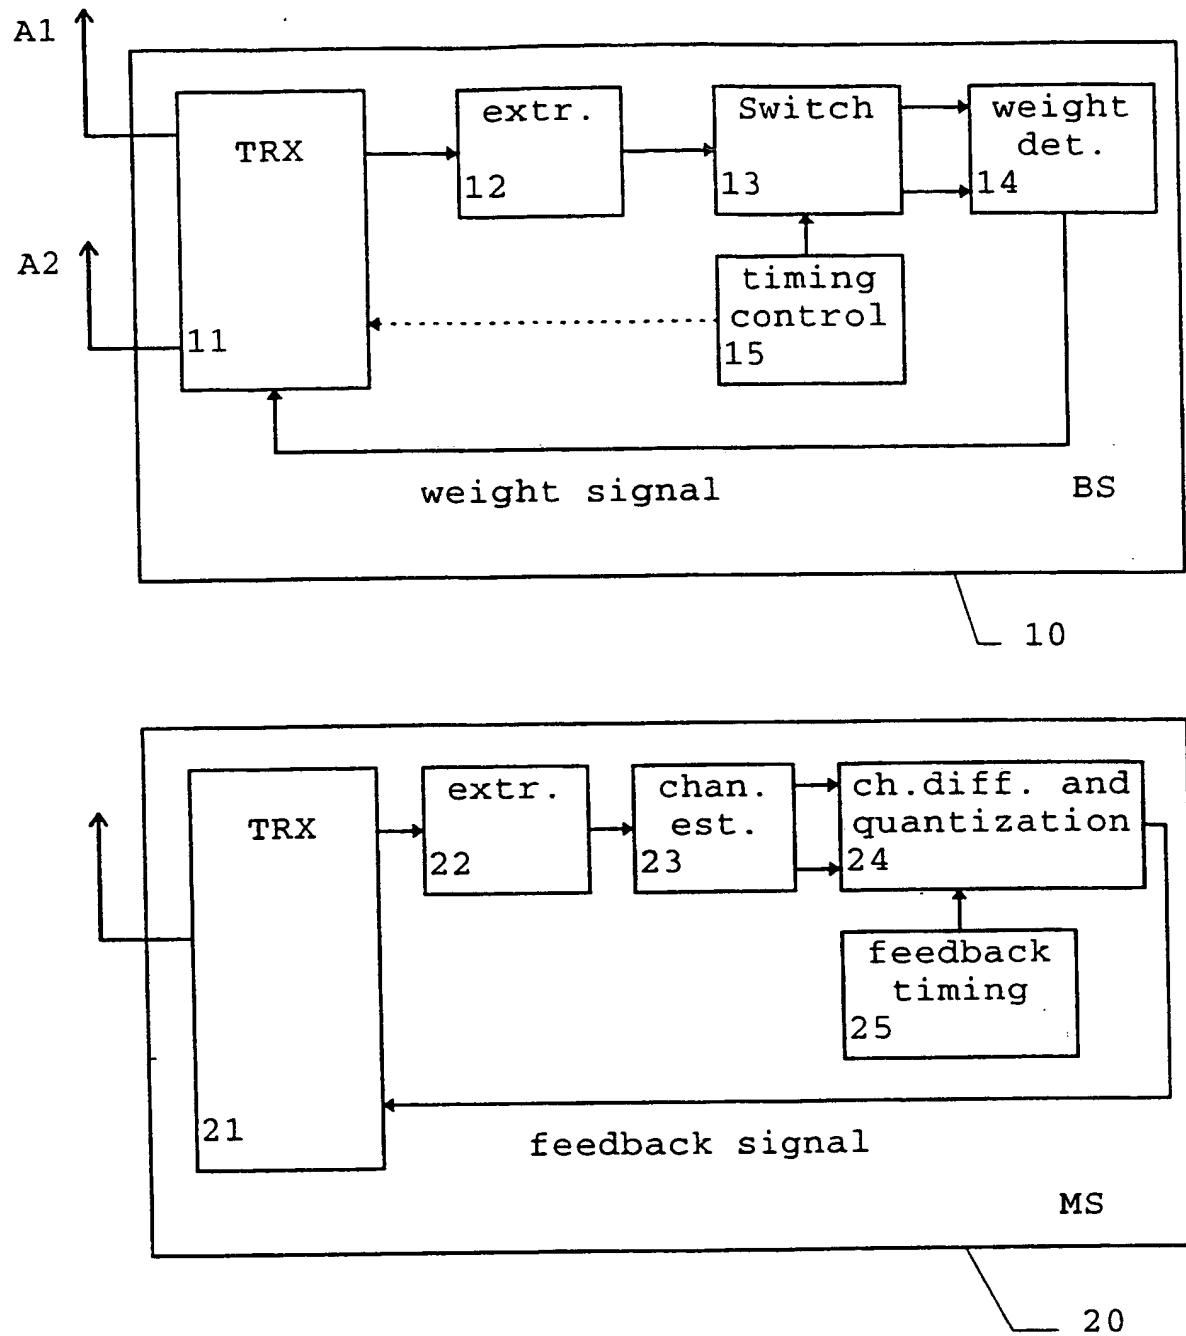 A1
TRX
11
extr.
12
Switch
13
weight
det.
14
A2
timing
control
15
weight signal
BS
10
TRX
21
extr.
22
chan.
est.
23
ch.diff. and
quantization
24
feedback
timing
25
feedback signal
MS
20